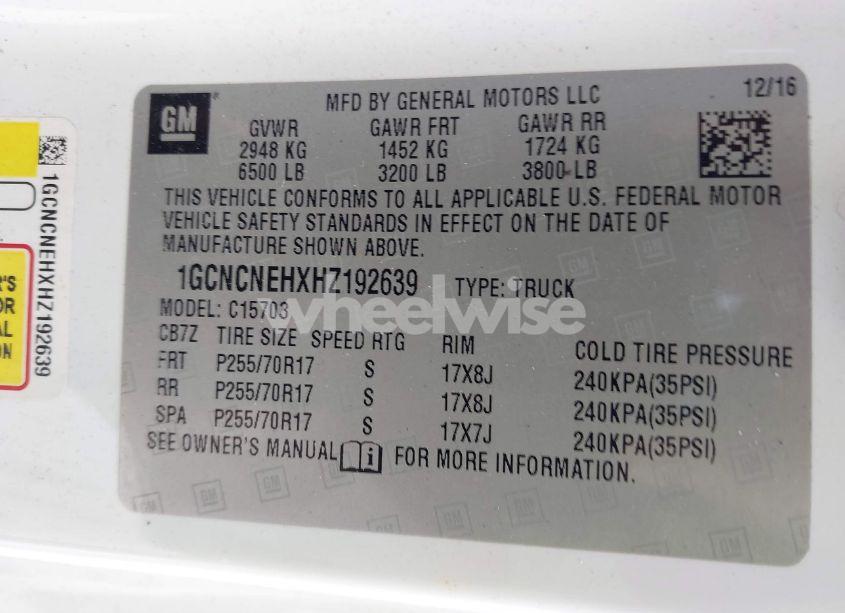 GM
MFD BY GENERAL MOTORS LLC
12/16
GVWR GAWR FRT GAWR RR
2948 KG 1452 KG 1724 KG
6500 LB 3200 LB 3800 LB
THIS VEHICLE CONFORMS TO ALL APPLICABLE U.S. FEDERAL MOTOR
VEHICLE SAFETY STANDARDS IN EFFECT ON THE DATE OF
MANUFACTURE SHOWN ABOVE.
1GCNCNEHXHZ192639 TYPE: TRUCK
MODEL: C15703
wheelwise
CB7Z TIRE SIZE SPEED RTG RIM COLD TIRE PRESSURE
FRT P255/70R17 S 17X8J 240KPA(35PSI)
RR P255/70R17 S 17X8J 240KPA(35PSI)
SPA P255/70R17 S 17X7J 240KPA(35PSI)
SEE OWNER'S MANUAL i FOR MORE INFORMATION.
1GCNCNEHXHZ192639
R'S
OR
AL
ON